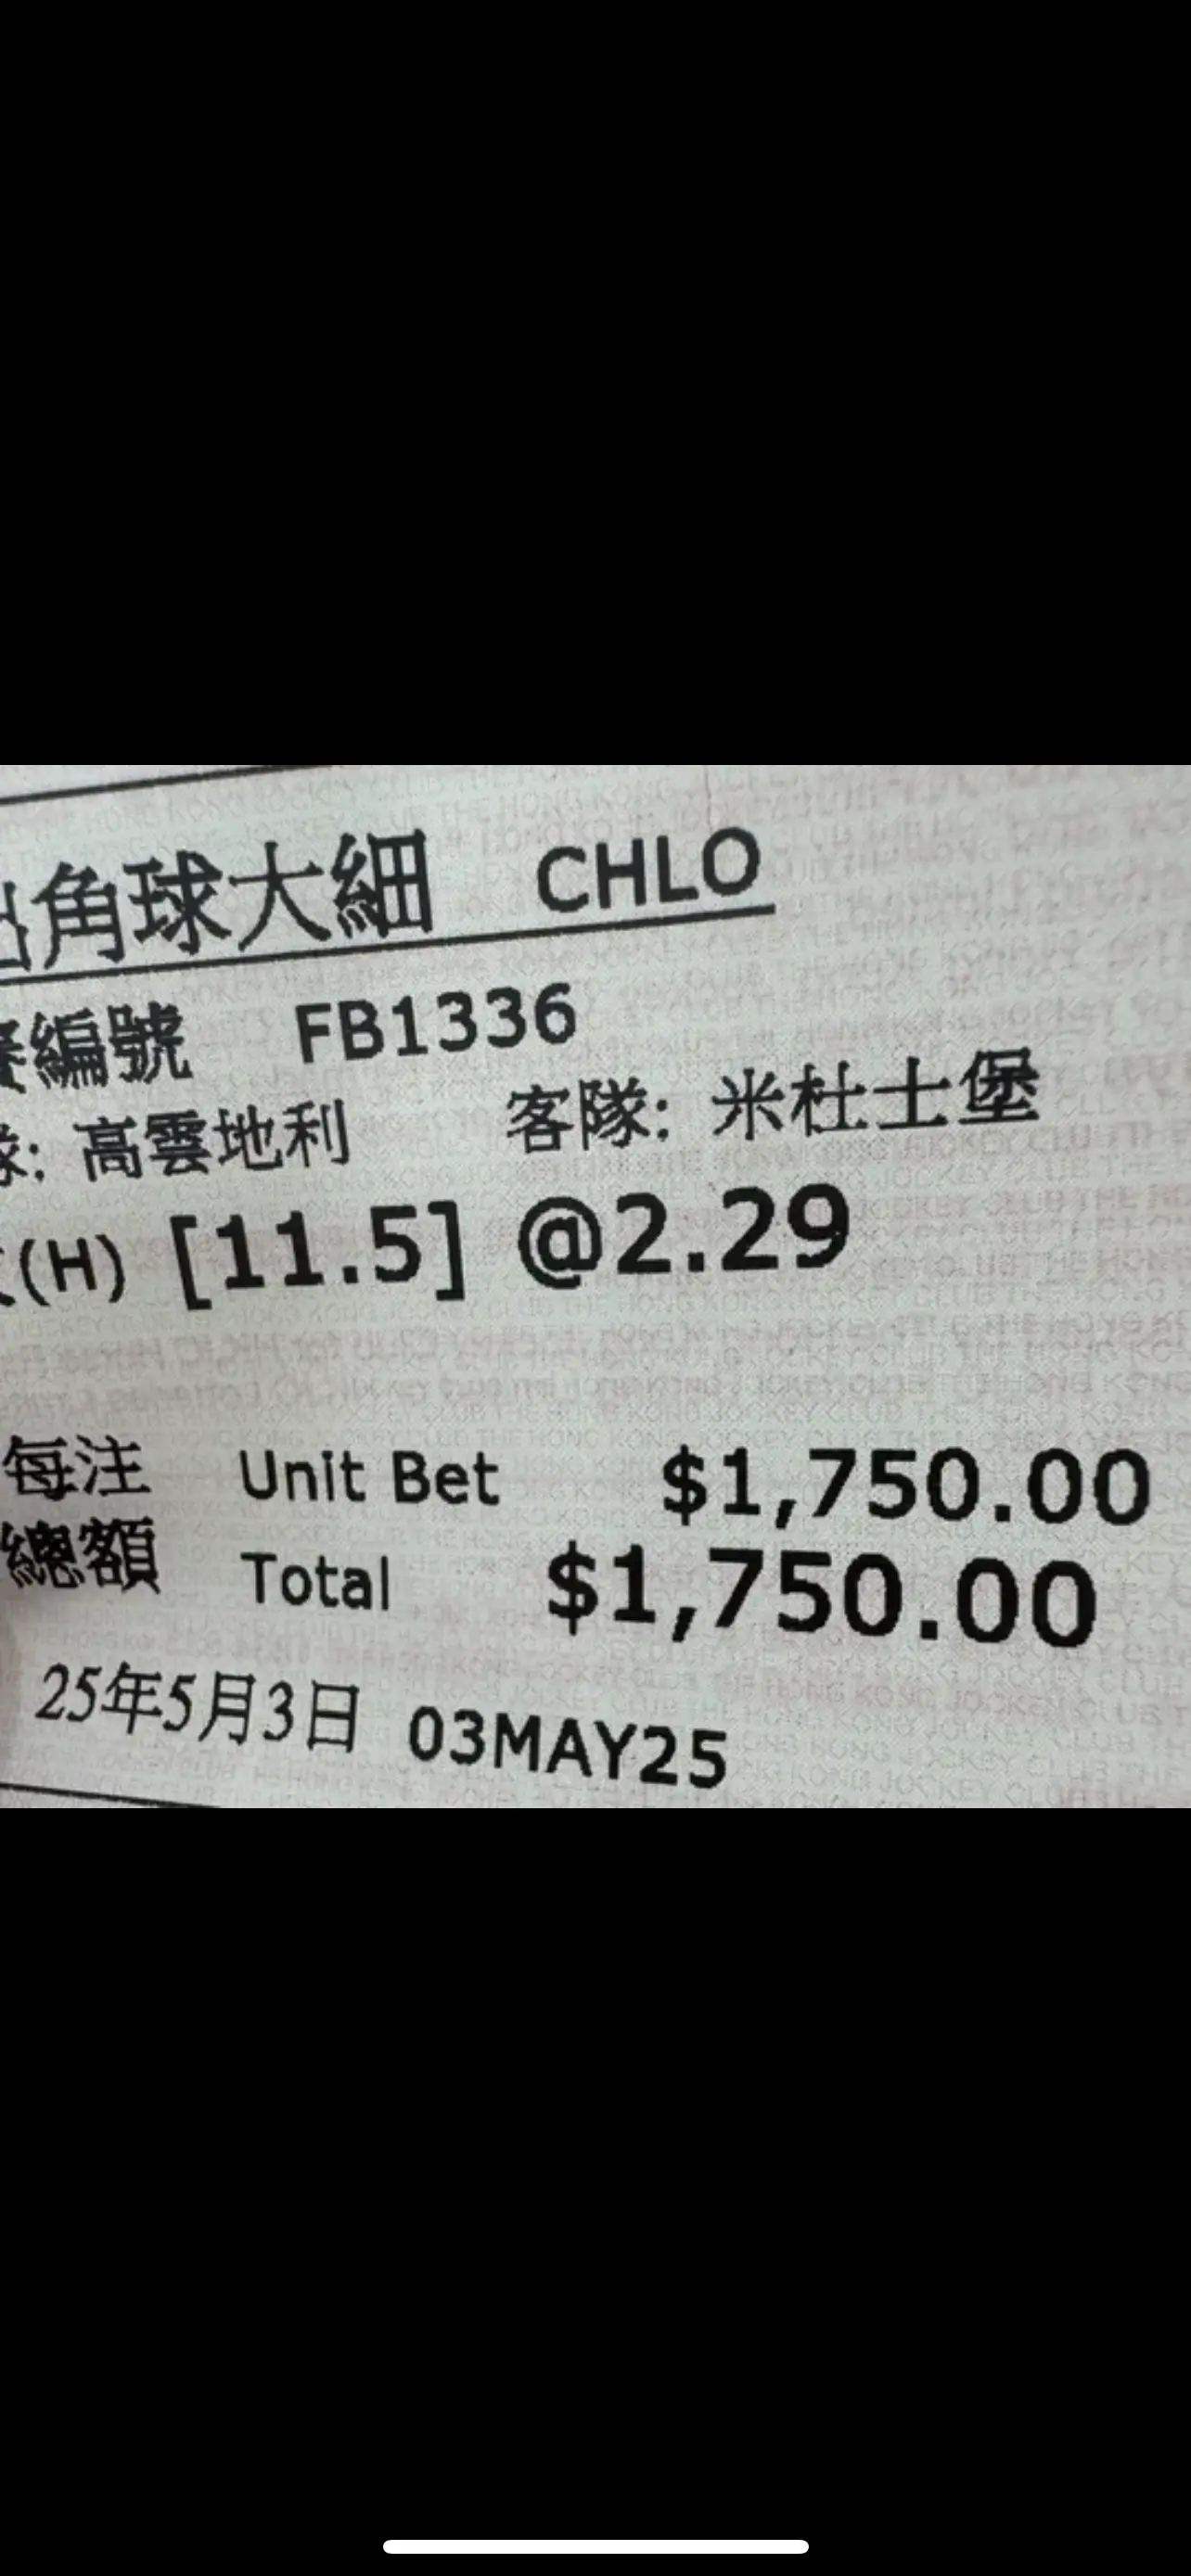 角球大細 CHLO
編號 FB1336
: 高雲地利 客隊: 米杜士堡
(H) [11.5] @2.29
每注 Unit Bet $1,750.00
總額 Total $1,750.00
25年5月3日 03MAY25